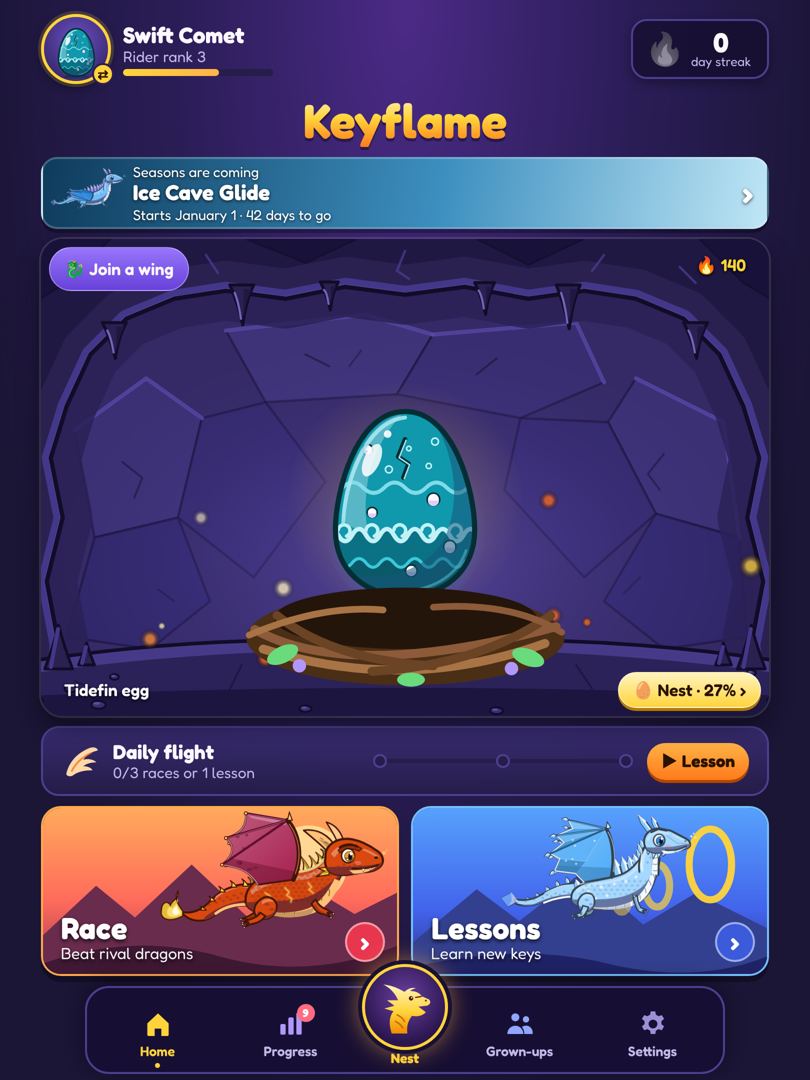 Swift Comet
Rider rank 3
0
day streak
Keyflame
Seasons are coming
Ice Cave Glide
Starts January 1 · 42 days to go
Join a wing
140
Tidefin egg
Nest · 27% ›
Daily flight
0/3 races or 1 lesson
Lesson
Race
Beat rival dragons
Lessons
Learn new keys
9
Home
Progress
Nest
Grown-ups
Settings